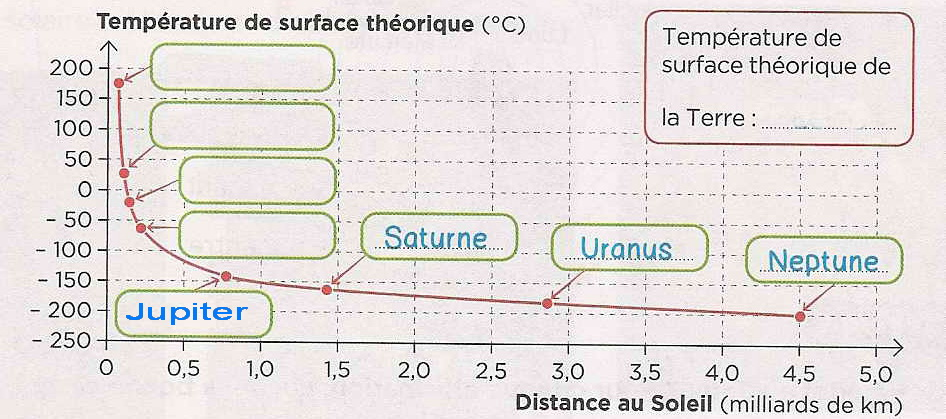 Température de surface théorique (°C)
Température de
surface théorique de
la Terre : ....................
200
150
100
50
0
– 50
– 100
– 150
– 200
– 250
Saturne
Uranus
Neptune
Jupiter
0 0,5 1,0 1,5 2,0 2,5 3,0 3,5 4,0 4,5 5,0
Distance au Soleil (milliards de km)